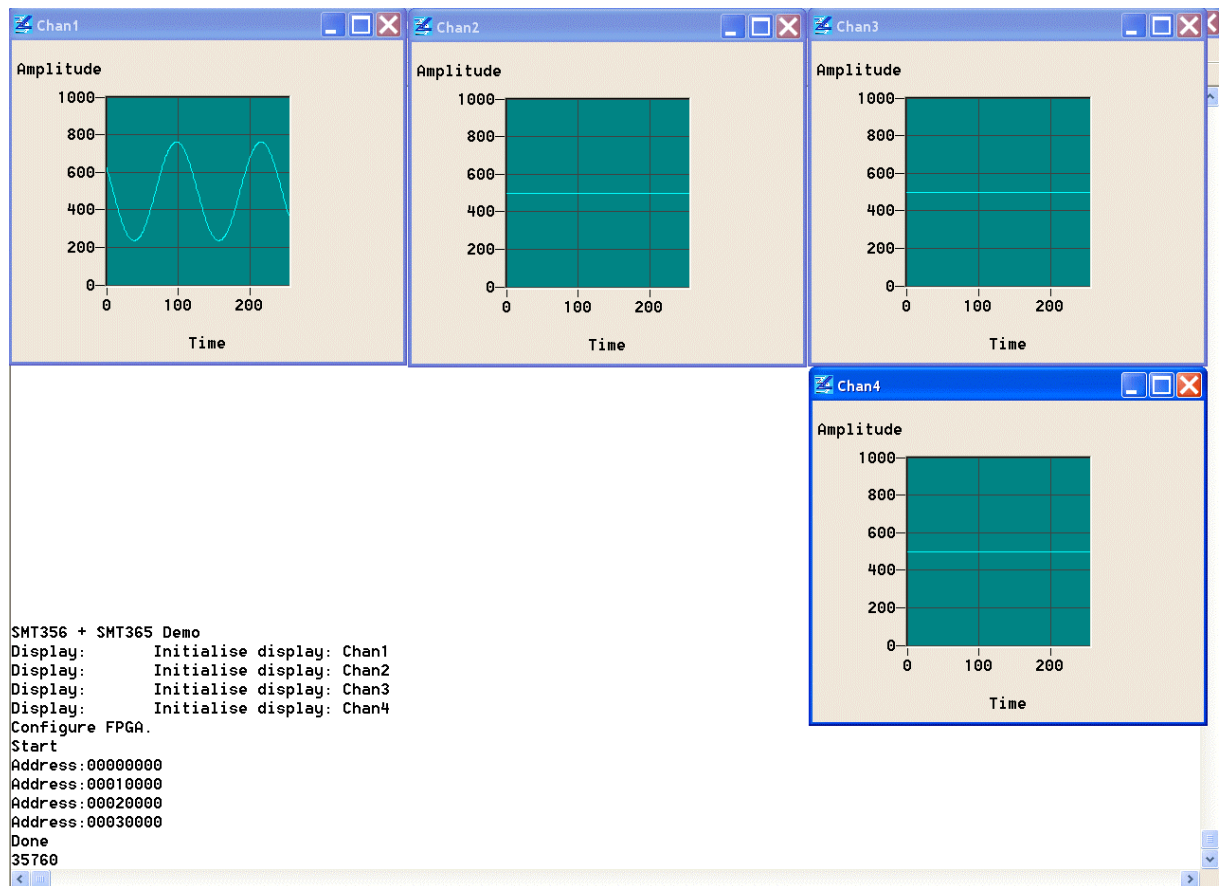 Chan1
Amplitude
1000
800
600
400
200
0
0 100 200
Time
Chan2
Amplitude
1000
800
600
400
200
0
0 100 200
Time
Chan3
Amplitude
1000
800
600
400
200
0
0 100 200
Time
Chan4
Amplitude
1000
800
600
400
200
0
0 100 200
Time
SMT356 + SMT365 Demo
Display: Initialise display: Chan1
Display: Initialise display: Chan2
Display: Initialise display: Chan3
Display: Initialise display: Chan4
Configure FPGA.
Start
Address:00000000
Address:00010000
Address:00020000
Address:00030000
Done
35760